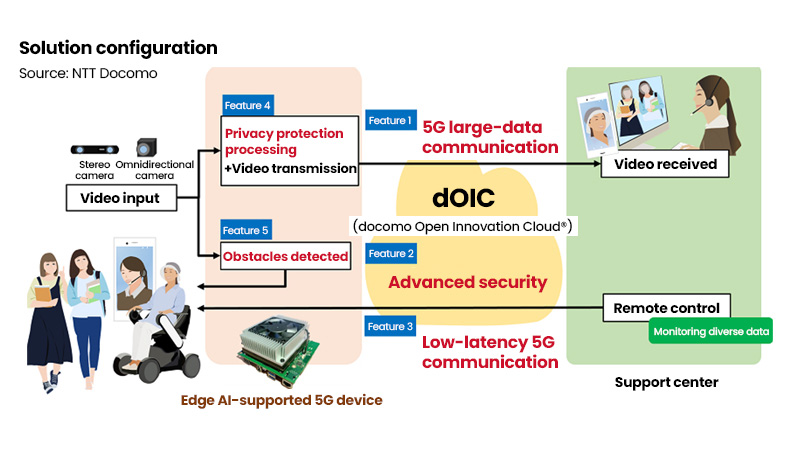 Solution configuration
Source: NTT Docomo
Feature 4
Privacy protection
processing
+Video transmission
Feature 1
5G large-data
communication
Video received
Stereo
camera
Omnidirectional
camera
Video input
dOIC
(docomo Open Innovation Cloud®)
Feature 5
Obstacles detected
Feature 2
Advanced security
Remote control
Monitoring diverse data
Feature 3
Low-latency 5G
communication
Support center
Edge AI-supported 5G device